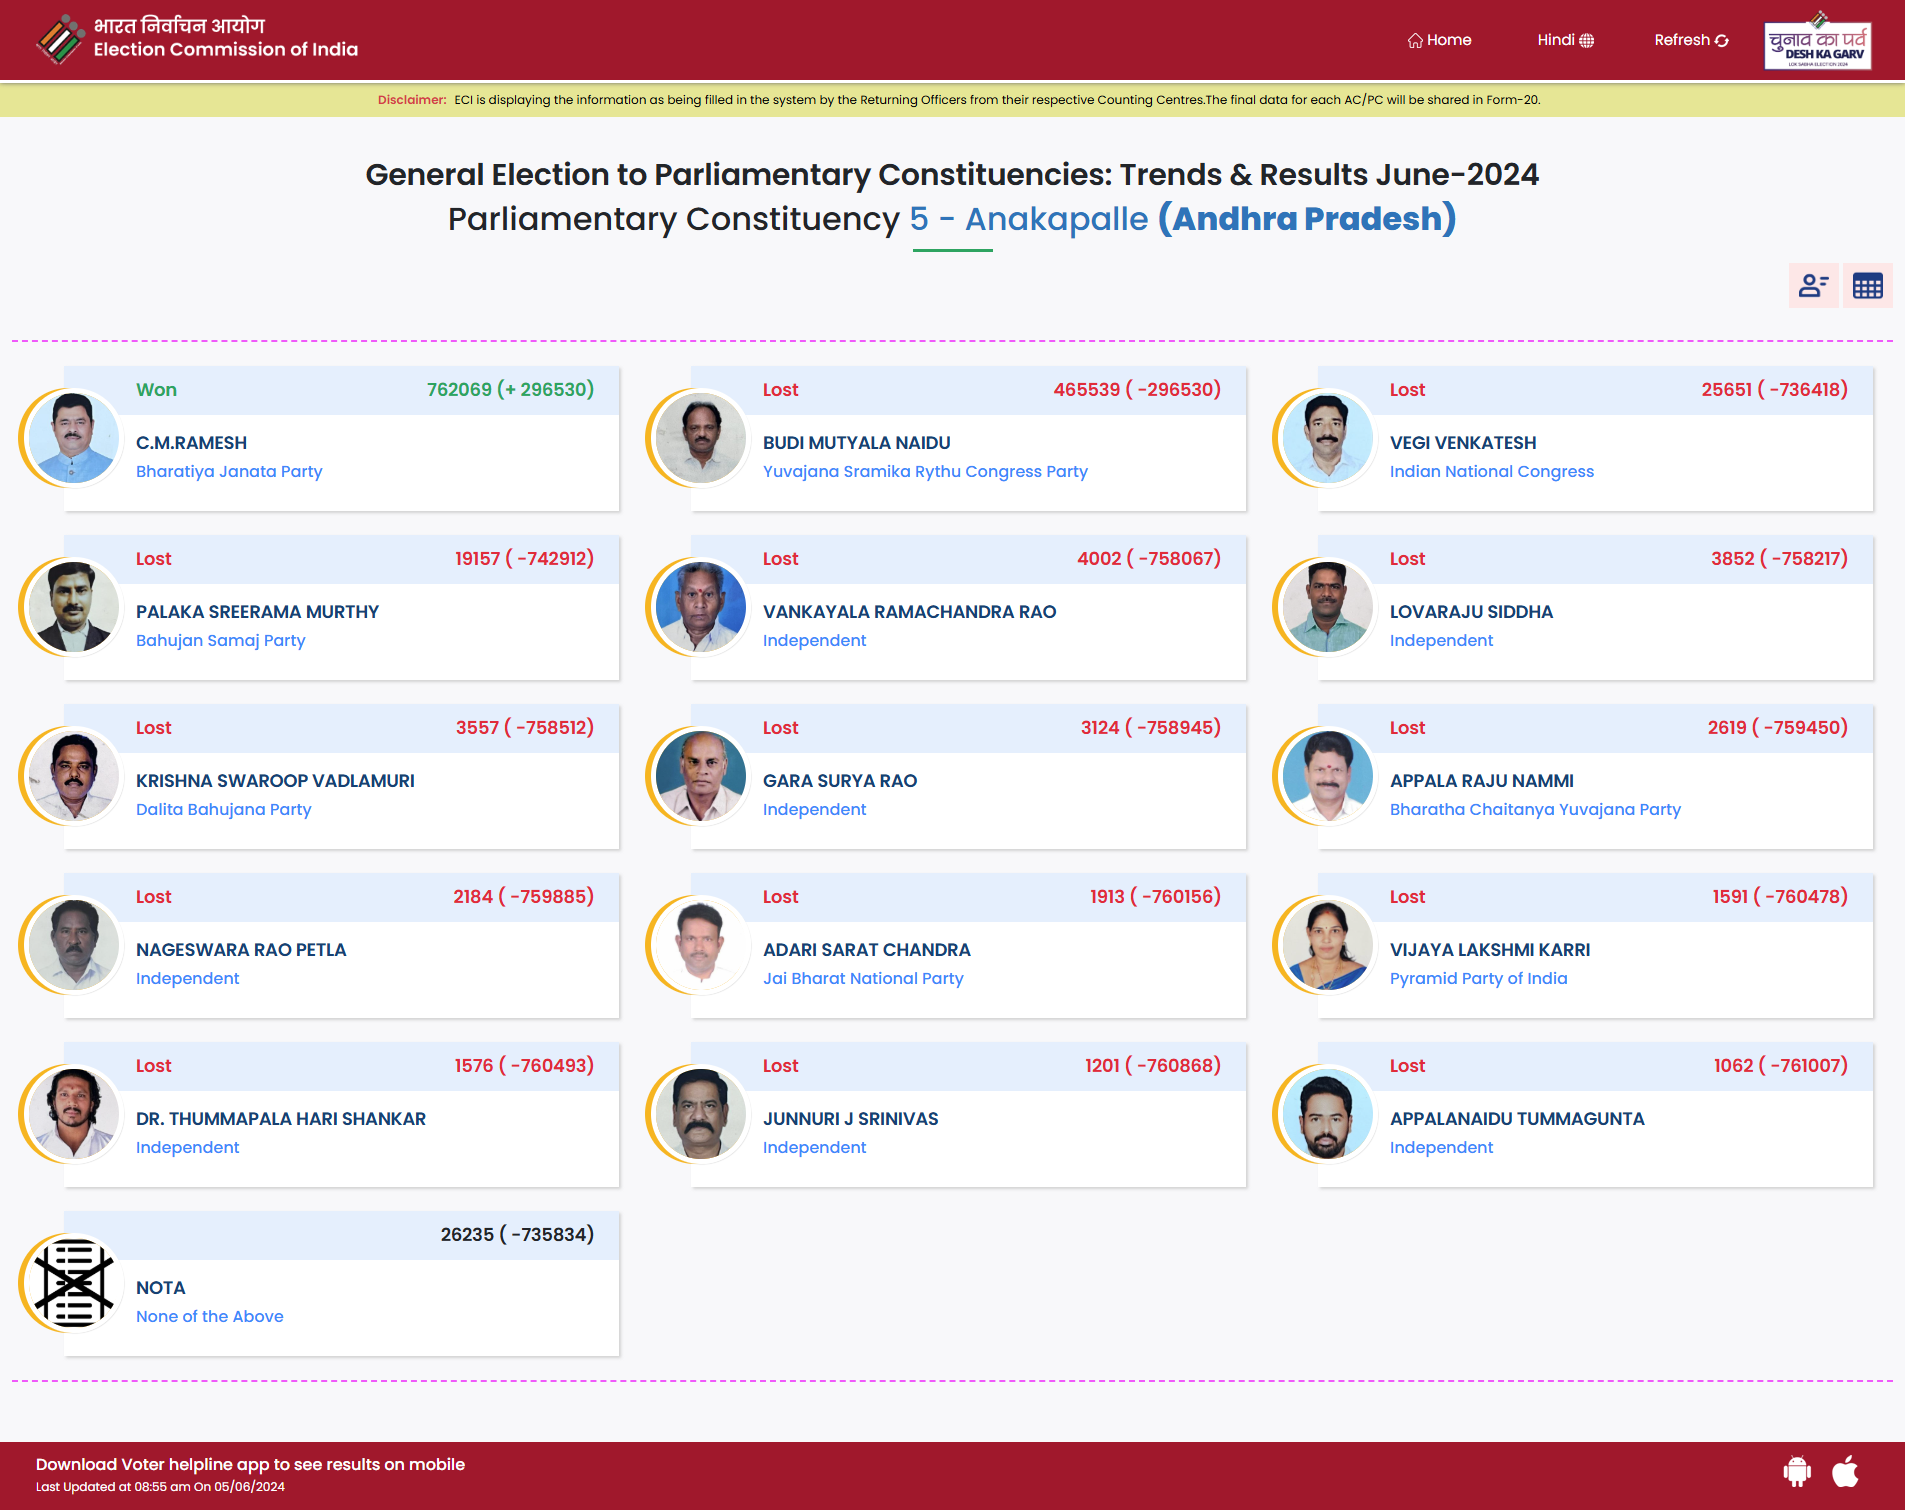 भारत निर्वाचन आयोग
Election Commission of India
Home
Hindi
Refresh
चुनाव का पर्व
DESH KA GARV
LOK SABHA ELECTION 2024
Disclaimer: ECI is displaying the information as being filled in the system by the Returning Officers from their respective Counting Centres.The final data for each AC/PC will be shared in Form-20.
General Election to Parliamentary Constituencies: Trends & Results June-2024
Parliamentary Constituency 5 - Anakapalle (Andhra Pradesh)
Won 762069 (+ 296530)
C.M.RAMESH
Bharatiya Janata Party
Lost 465539 ( -296530)
BUDI MUTYALA NAIDU
Yuvajana Sramika Rythu Congress Party
Lost 25651 ( -736418)
VEGI VENKATESH
Indian National Congress
Lost 19157 ( -742912)
PALAKA SREERAMA MURTHY
Bahujan Samaj Party
Lost 4002 ( -758067)
VANKAYALA RAMACHANDRA RAO
Independent
Lost 3852 ( -758217)
LOVARAJU SIDDHA
Independent
Lost 3557 ( -758512)
KRISHNA SWAROOP VADLAMURI
Dalita Bahujana Party
Lost 3124 ( -758945)
GARA SURYA RAO
Independent
Lost 2619 ( -759450)
APPALA RAJU NAMMI
Bharatha Chaitanya Yuvajana Party
Lost 2184 ( -759885)
NAGESWARA RAO PETLA
Independent
Lost 1913 ( -760156)
ADARI SARAT CHANDRA
Jai Bharat National Party
Lost 1591 ( -760478)
VIJAYA LAKSHMI KARRI
Pyramid Party of India
Lost 1576 ( -760493)
DR. THUMMAPALA HARI SHANKAR
Independent
Lost 1201 ( -760868)
JUNNURI J SRINIVAS
Independent
Lost 1062 ( -761007)
APPALANAIDU TUMMAGUNTA
Independent
26235 ( -735834)
NOTA
None of the Above
Download Voter helpline app to see results on mobile
Last Updated at 08:55 am On 05/06/2024